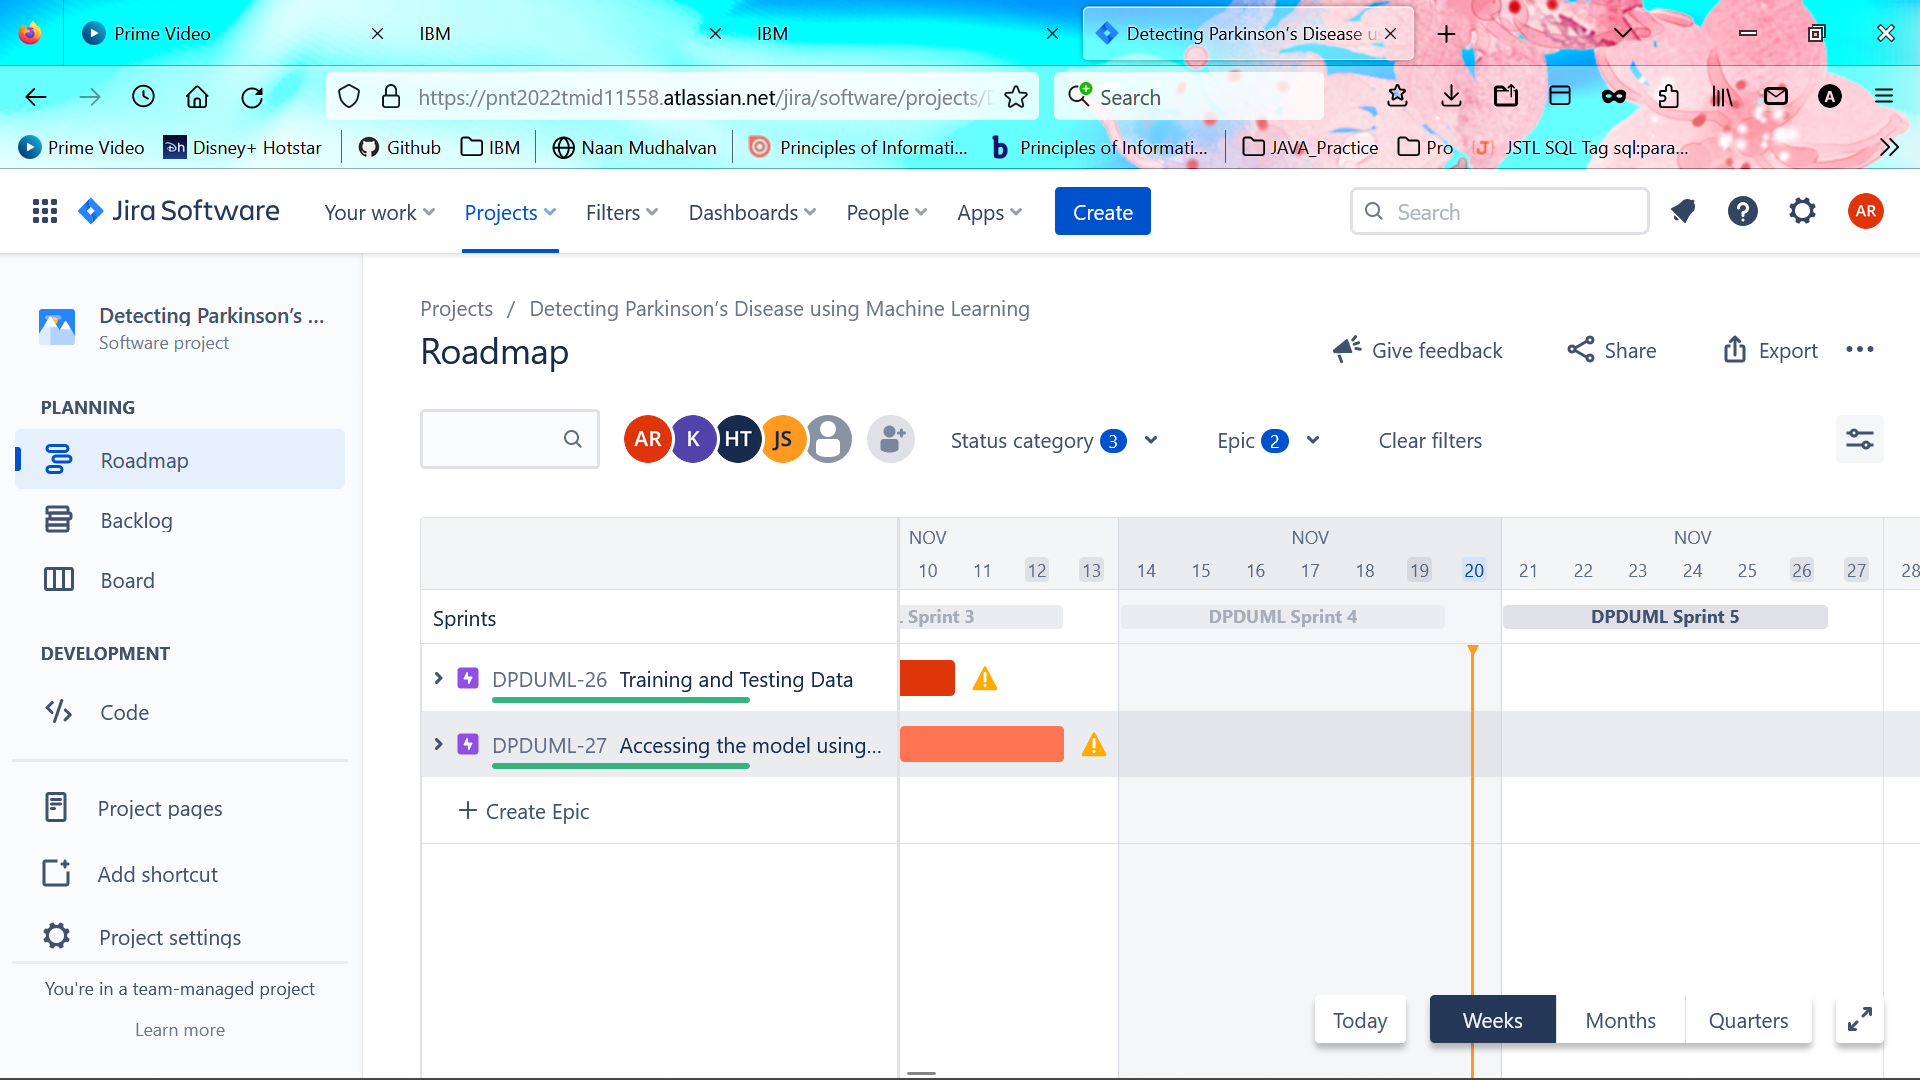 Prime Video
IBM
IBM
Detecting Parkinson's Disease u
https://pnt2022tmid11558.atlassian.net/jira/software/projects/
Search
A
Prime Video
Disney+ Hotstar
Github
IBM
Naan Mudhalvan
Principles of Informati...
Principles of Informati...
JAVA_Practice
Pro
JSTL SQL Tag sql:para...
Jira Software
Your work
Projects
Filters
Dashboards
People
Apps
Create
Search
AR
Detecting Parkinson's ...
Software project
PLANNING
Roadmap
Backlog
Board
DEVELOPMENT
Code
Project pages
Add shortcut
Project settings
You're in a team-managed project
Learn more
Projects / Detecting Parkinson's Disease using Machine Learning
Roadmap
Give feedback
Share
Export
AR K HT JS
Status category 3
Epic 2
Clear filters
NOV NOV NOV
10 11 12 13 14 15 16 17 18 19 20 21 22 23 24 25 26 27 28
Sprints
Sprint 3
DPDUML Sprint 4
DPDUML Sprint 5
DPDUML-26 Training and Testing Data
DPDUML-27 Accessing the model using...
+ Create Epic
Today
Weeks
Months
Quarters